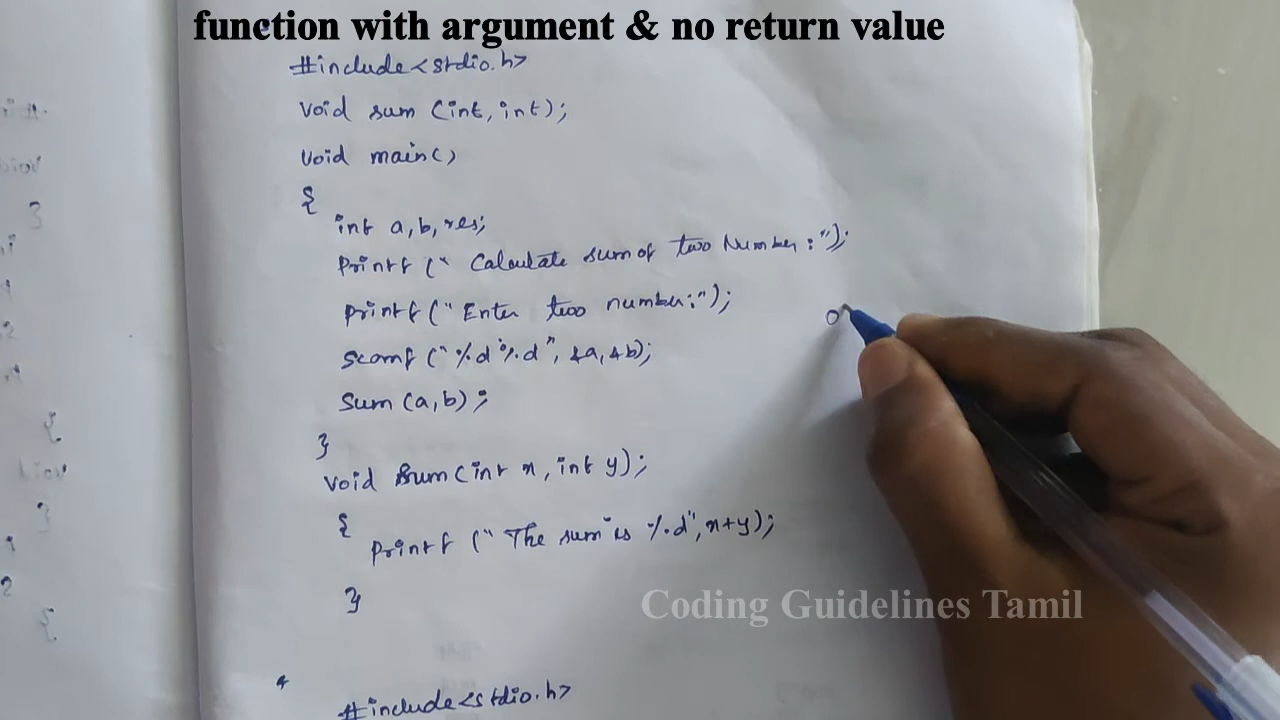 function with argument & no return value
#include<stdio.h>
void sum (int, int);
void main()
{
int a, b, res;
printf (" Calculate sum of two Number :");
printf (" Enter two number:");
scanf ("%d%d", &a, &b);
sum (a, b);
}
void sum (int x, int y);
{
printf (" The sum is %d", x+y);
}
Coding Guidelines Tamil
#include<stdio.h>